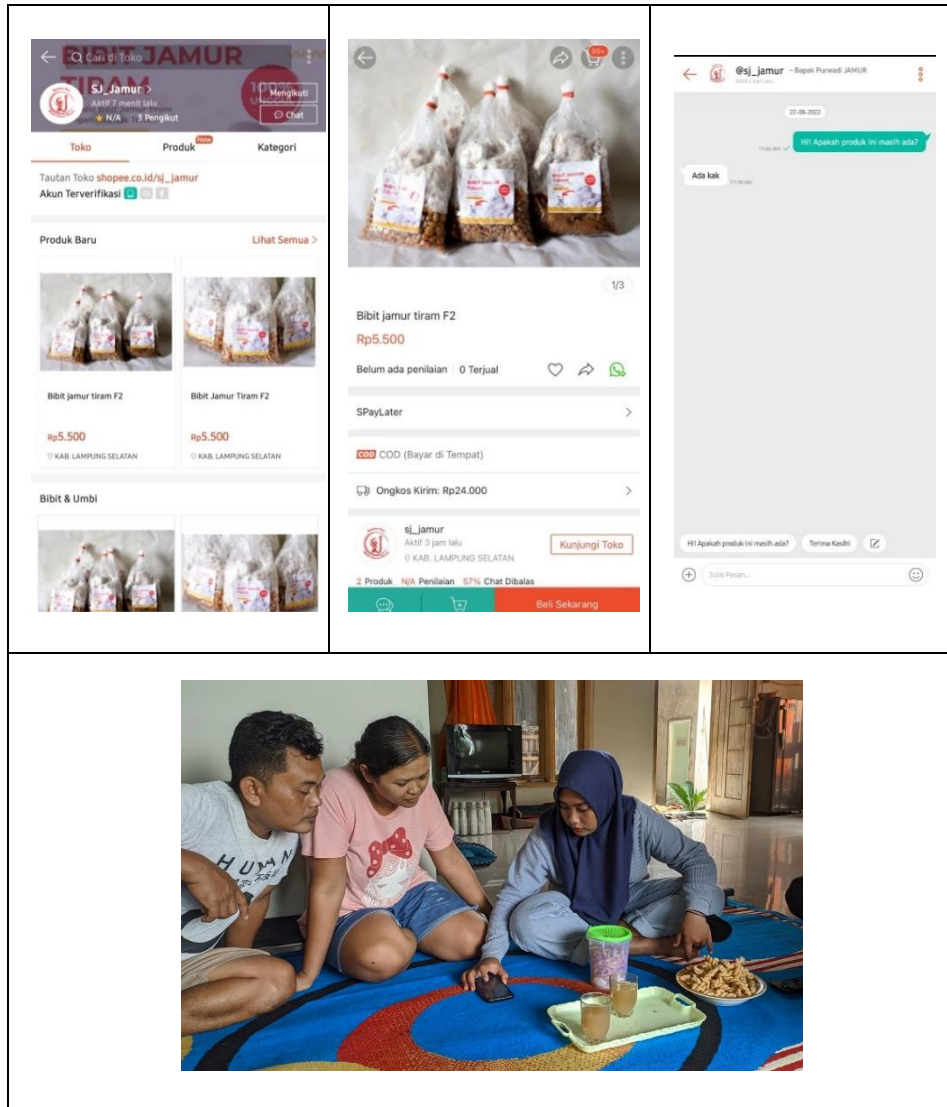 BIBIT JAMUR
TIRAM
Cari di Toko
SJ_Jamur >
Aktif 7 menit lalu
N/A 3 Pengikut
Mengikuti
Chat
Toko
Produk
New
Kategori
Tautan Toko shopee.co.id/sj_jamur
Akun Terverifikasi
Produk Baru
Lihat Semua >
Bibit jamur tiram F2
Bibit Jamur Tiram F2
Rp5.500
Rp5.500
KAB. LAMPUNG SELATAN
KAB. LAMPUNG SELATAN
Bibit & Umbi
99+
BIBIT JAMUR
TIRAM
1/3
Bibit jamur tiram F2
Rp5.500
Belum ada penilaian
0 Terjual
SPayLater
COD COD (Bayar di Tempat)
Ongkos Kirim: Rp24.000
sj_jamur
Aktif 3 jam lalu
KAB. LAMPUNG SELATAN
Kunjungi Toko
2 Produk N/A Penilaian 57% Chat Dibalas
Beli Sekarang
@sj_jamur ~Bapak Purwadi JAMUR
22-08-2022
Hi! Apakah produk ini masih ada?
Ada kak
Hi! Apakah produk ini masih ada?
Terima Kasih!
Tulis Pesan...
HUMAN